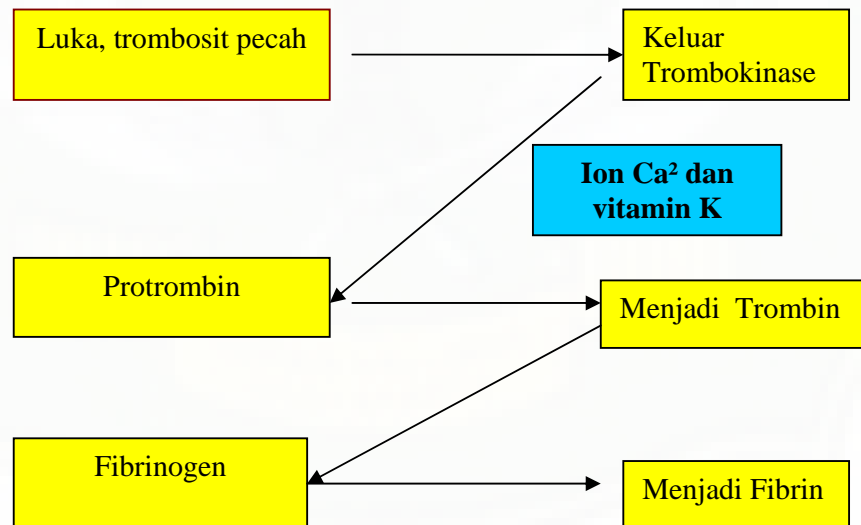 Luka, trombosit pecah
Keluar
Trombokinase
Ion Ca² dan
vitamin K
Protrombin
Menjadi Trombin
Fibrinogen
Menjadi Fibrin